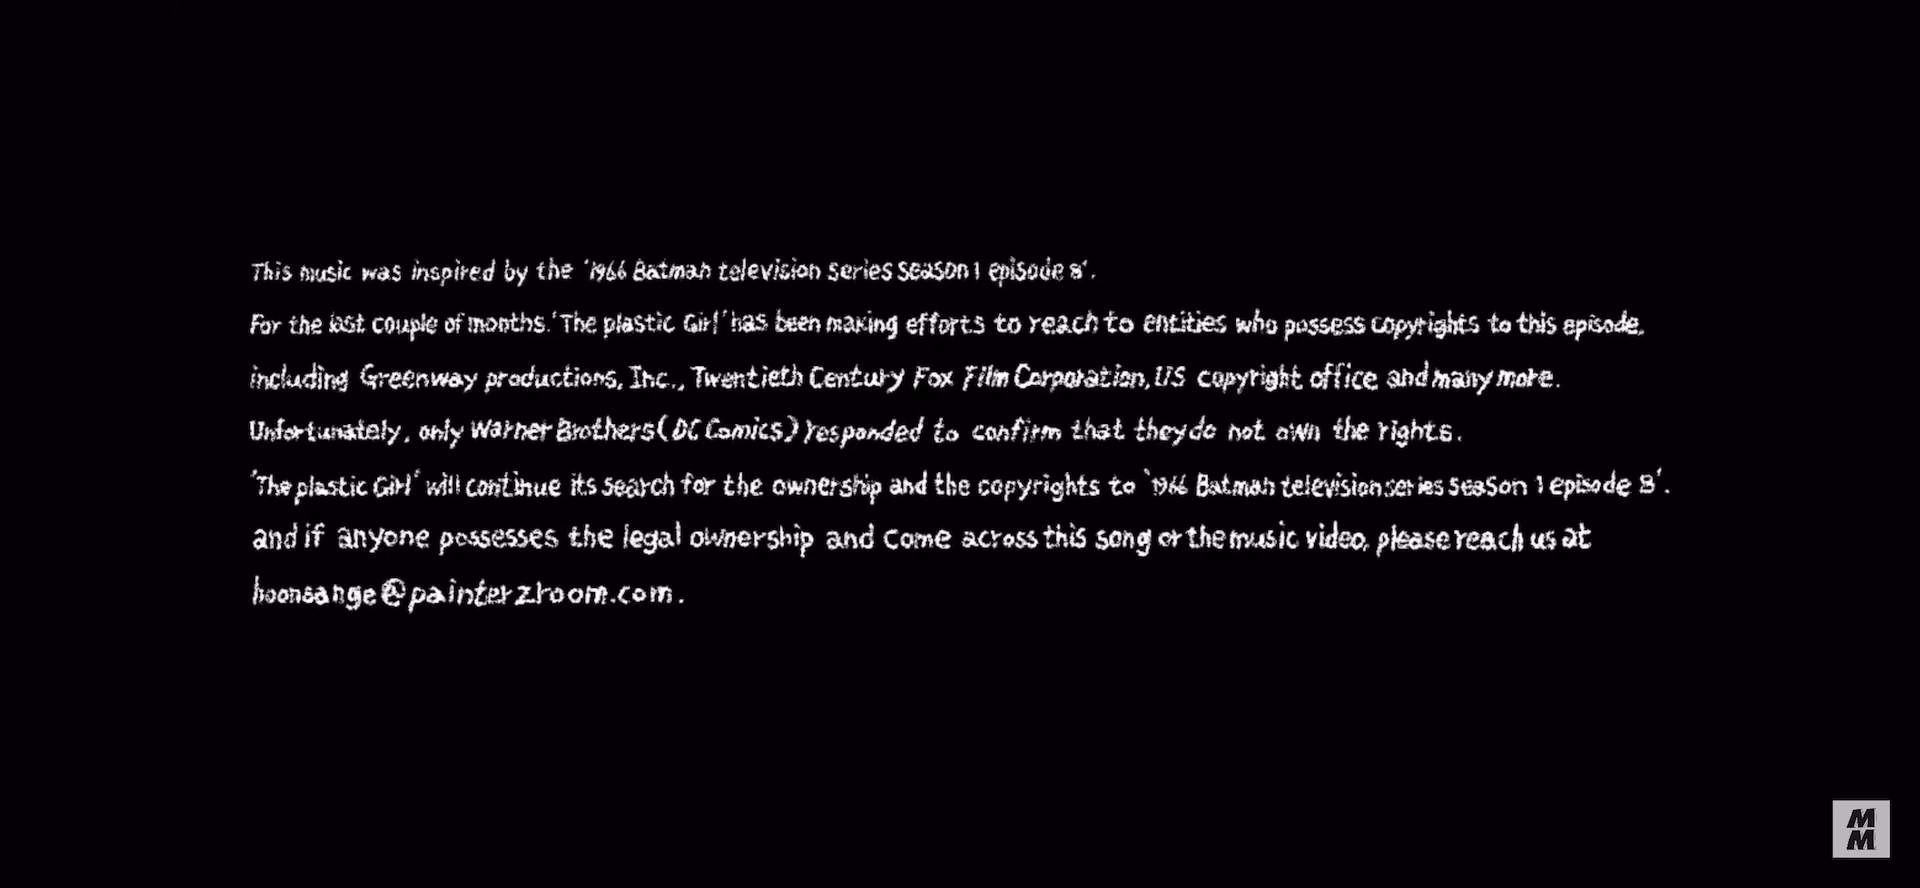 This music was inspired by the '1966 Batman television series season 1 episode 8'.
For the last couple of months. 'The plastic Girl' has been making efforts to reach to entities who possess copyrights to this episode,
including Greenway productions, Inc., Twentieth Century Fox Film Corporation, US copyright office and many more.
Unfortunately, only Warner Brothers (DC Comics) responded to confirm that they do not own the rights.
'The plastic Girl' will continue its search for the ownership and the copyrights to '1966 Batman television series season 1 episode 8'.
and if anyone possesses the legal ownership and come across this song or the music video, please reach us at
hoonsange@painterzroom.com.
MM